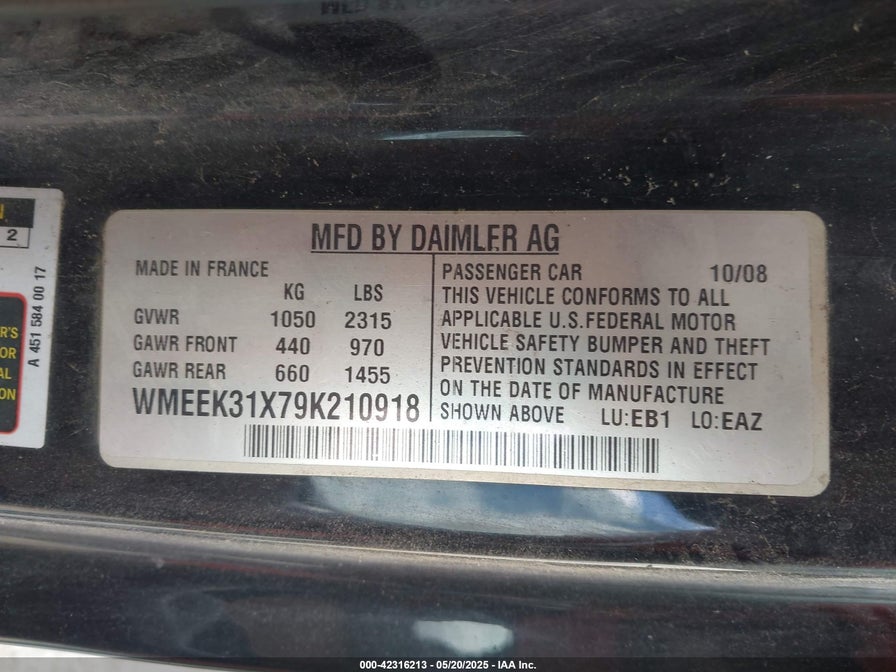 MFD BY DAIMLER AG
MADE IN FRANCE
KG LBS
GVWR 1050 2315
GAWR FRONT 440 970
GAWR REAR 660 1455
WMEEK31X79K210918
PASSENGER CAR 10/08
THIS VEHICLE CONFORMS TO ALL
APPLICABLE U.S.FEDERAL MOTOR
VEHICLE SAFETY BUMPER AND THEFT
PREVENTION STANDARDS IN EFFECT
ON THE DATE OF MANUFACTURE
SHOWN ABOVE LU:EB1 LO:EAZ
2
A 451 584 00 17
000-42316213 - 05/20/2025 - IAA Inc.